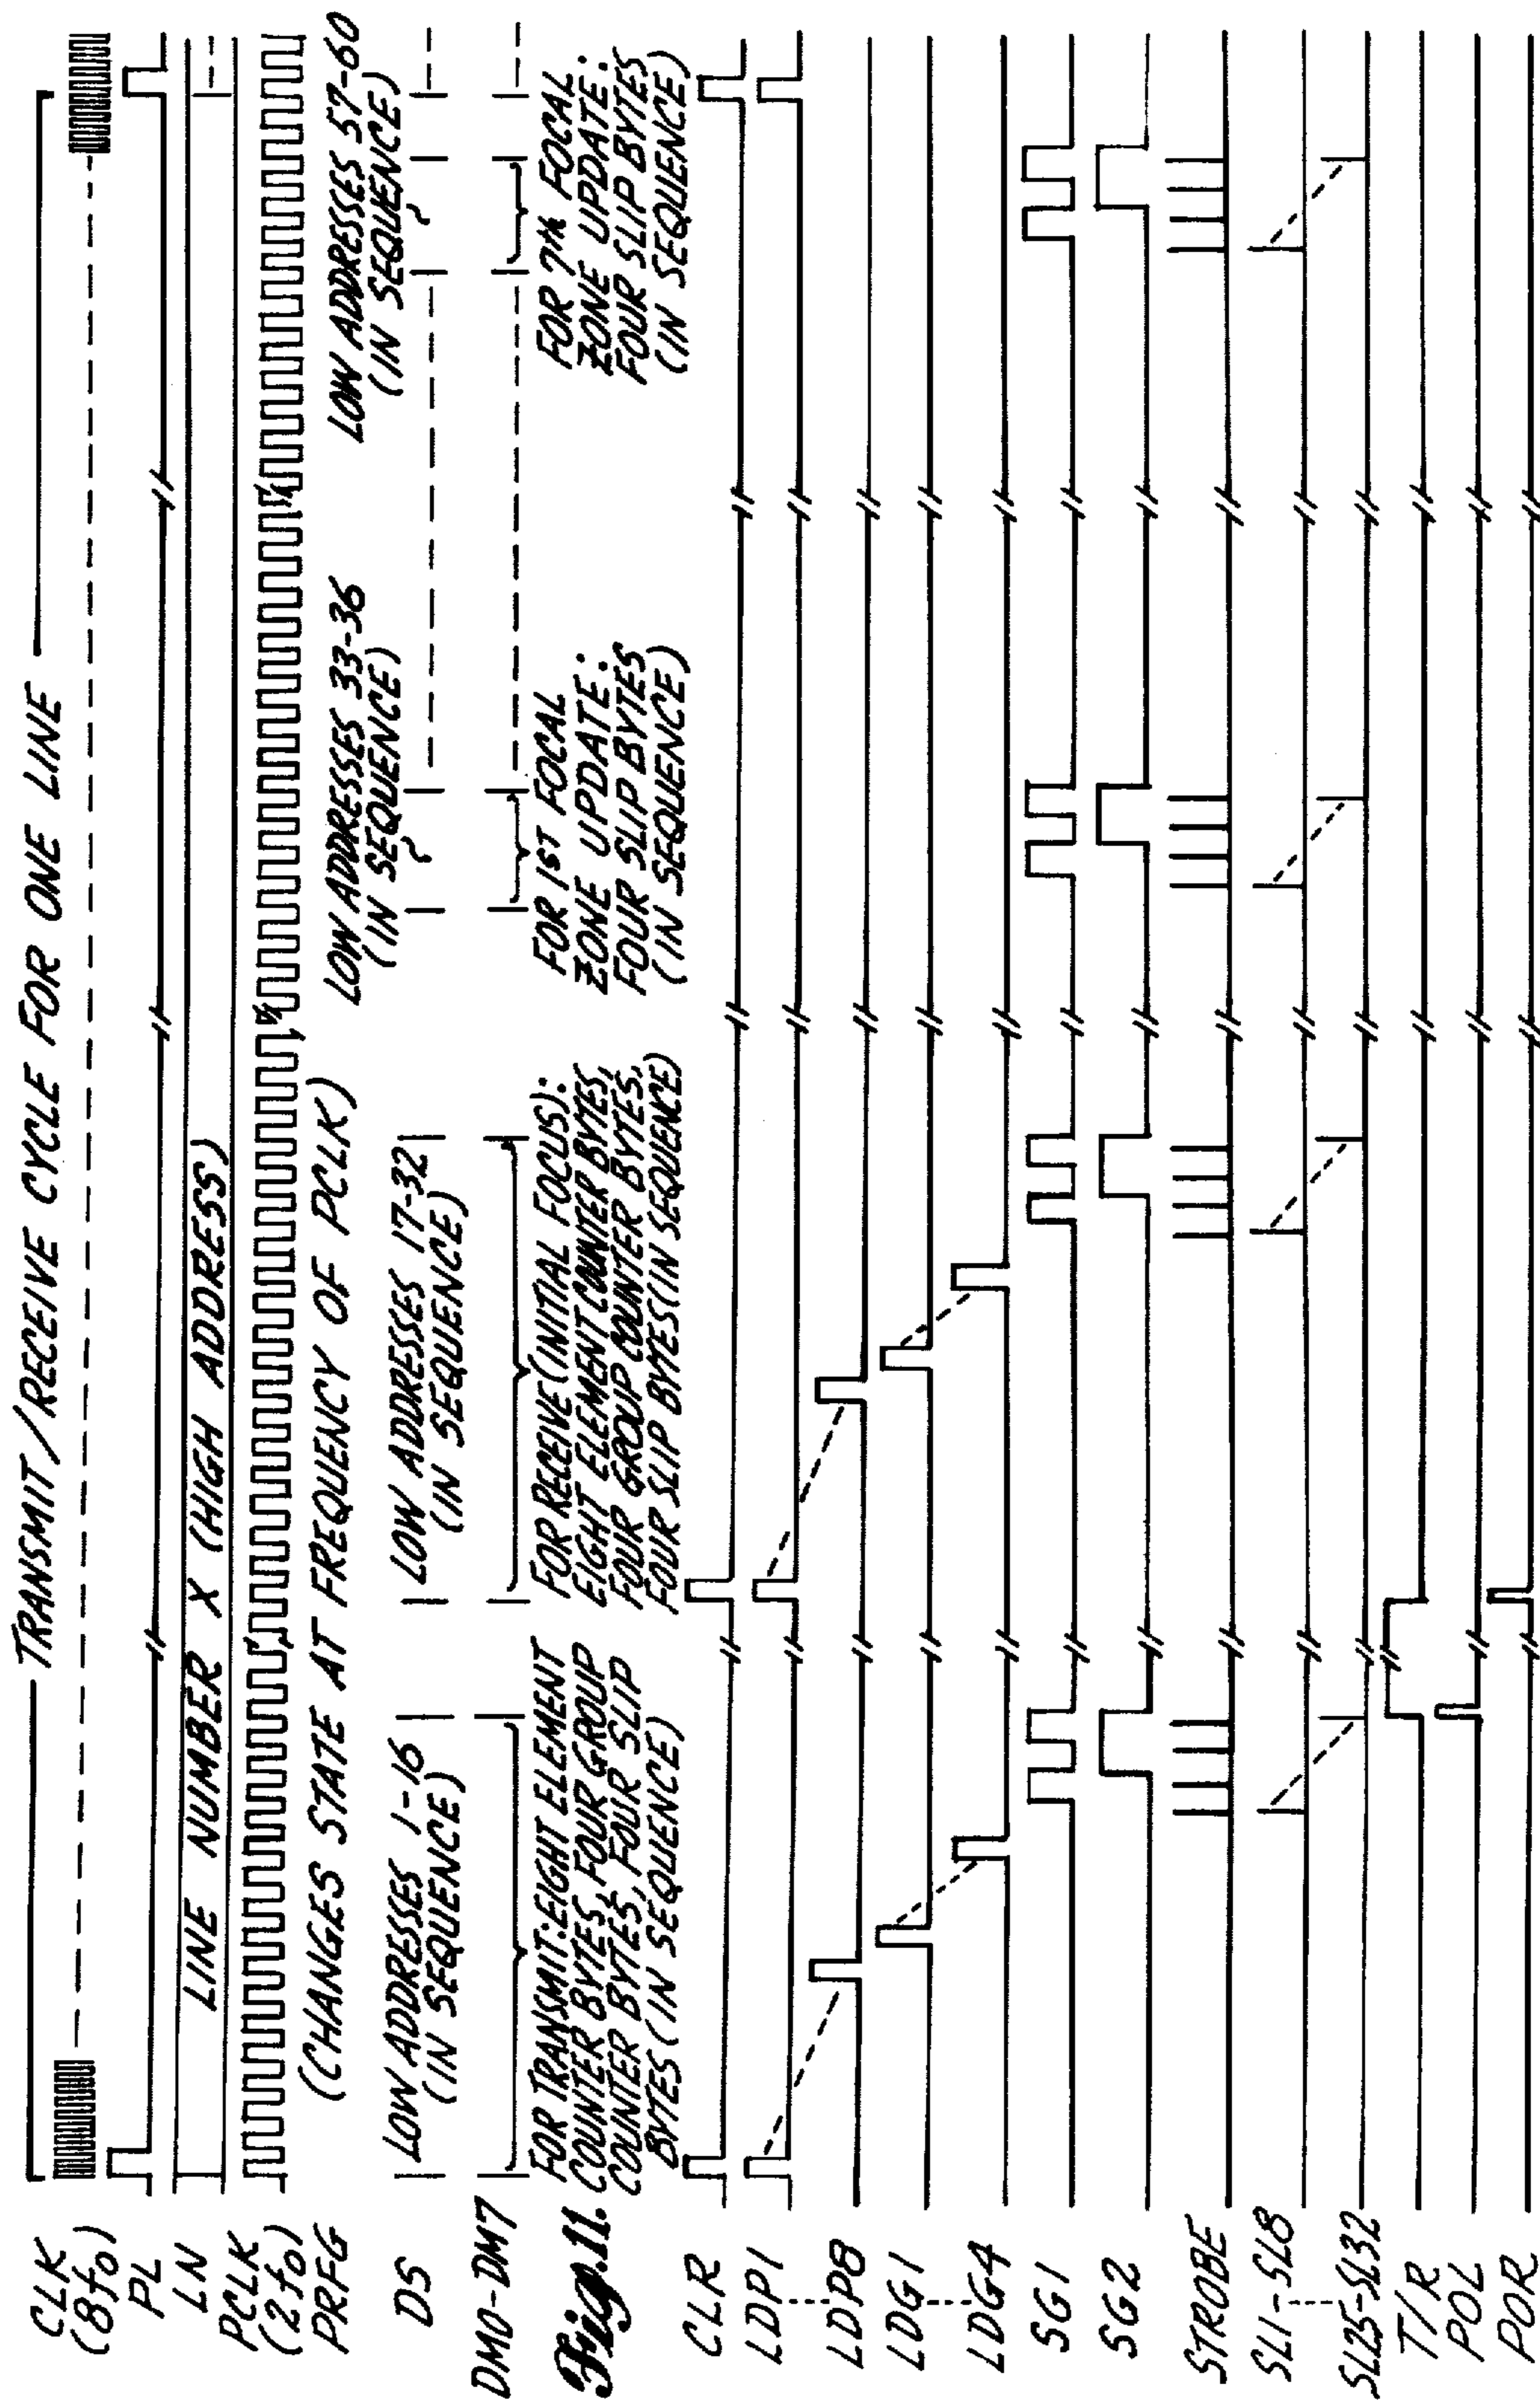 TRANSMIT/RECEIVE CYCLE FOR ONE LINE
CLK
(8fo)
PL
LN
LINE NUMBER X (HIGH ADDRESS)
PCLK
(2fo)
PRFG
(CHANGES STATE AT FREQUENCY OF PCLK)
DS
LOW ADDRESSES 1-16
(IN SEQUENCE)
LOW ADDRESSES 17-32
(IN SEQUENCE)
LOW ADDRESSES 33-36
(IN SEQUENCE)
LOW ADDRESSES 57-60
(IN SEQUENCE)
DM0-DM7
FOR TRANSMIT: EIGHT ELEMENT
COUNTER BYTES, FOUR GROUP
COUNTER BYTES, FOUR SLIP
BYTES (IN SEQUENCE)
FOR RECEIVE (INITIAL FOCUS):
EIGHT ELEMENT COUNTER BYTES,
FOUR GROUP COUNTER BYTES,
FOUR SLIP BYTES (IN SEQUENCE)
FOR 1ST FOCAL
ZONE UPDATE:
FOUR SLIP BYTES
(IN SEQUENCE)
FOR 7th FOCAL
ZONE UPDATE:
FOUR SLIP BYTES
(IN SEQUENCE)
Fig. 11.
CLR
LDP1
LDP8
LDG1
LDG4
SG1
SG2
STROBE
SL1-SL8
SL25-SL32
T/R
POL
POR